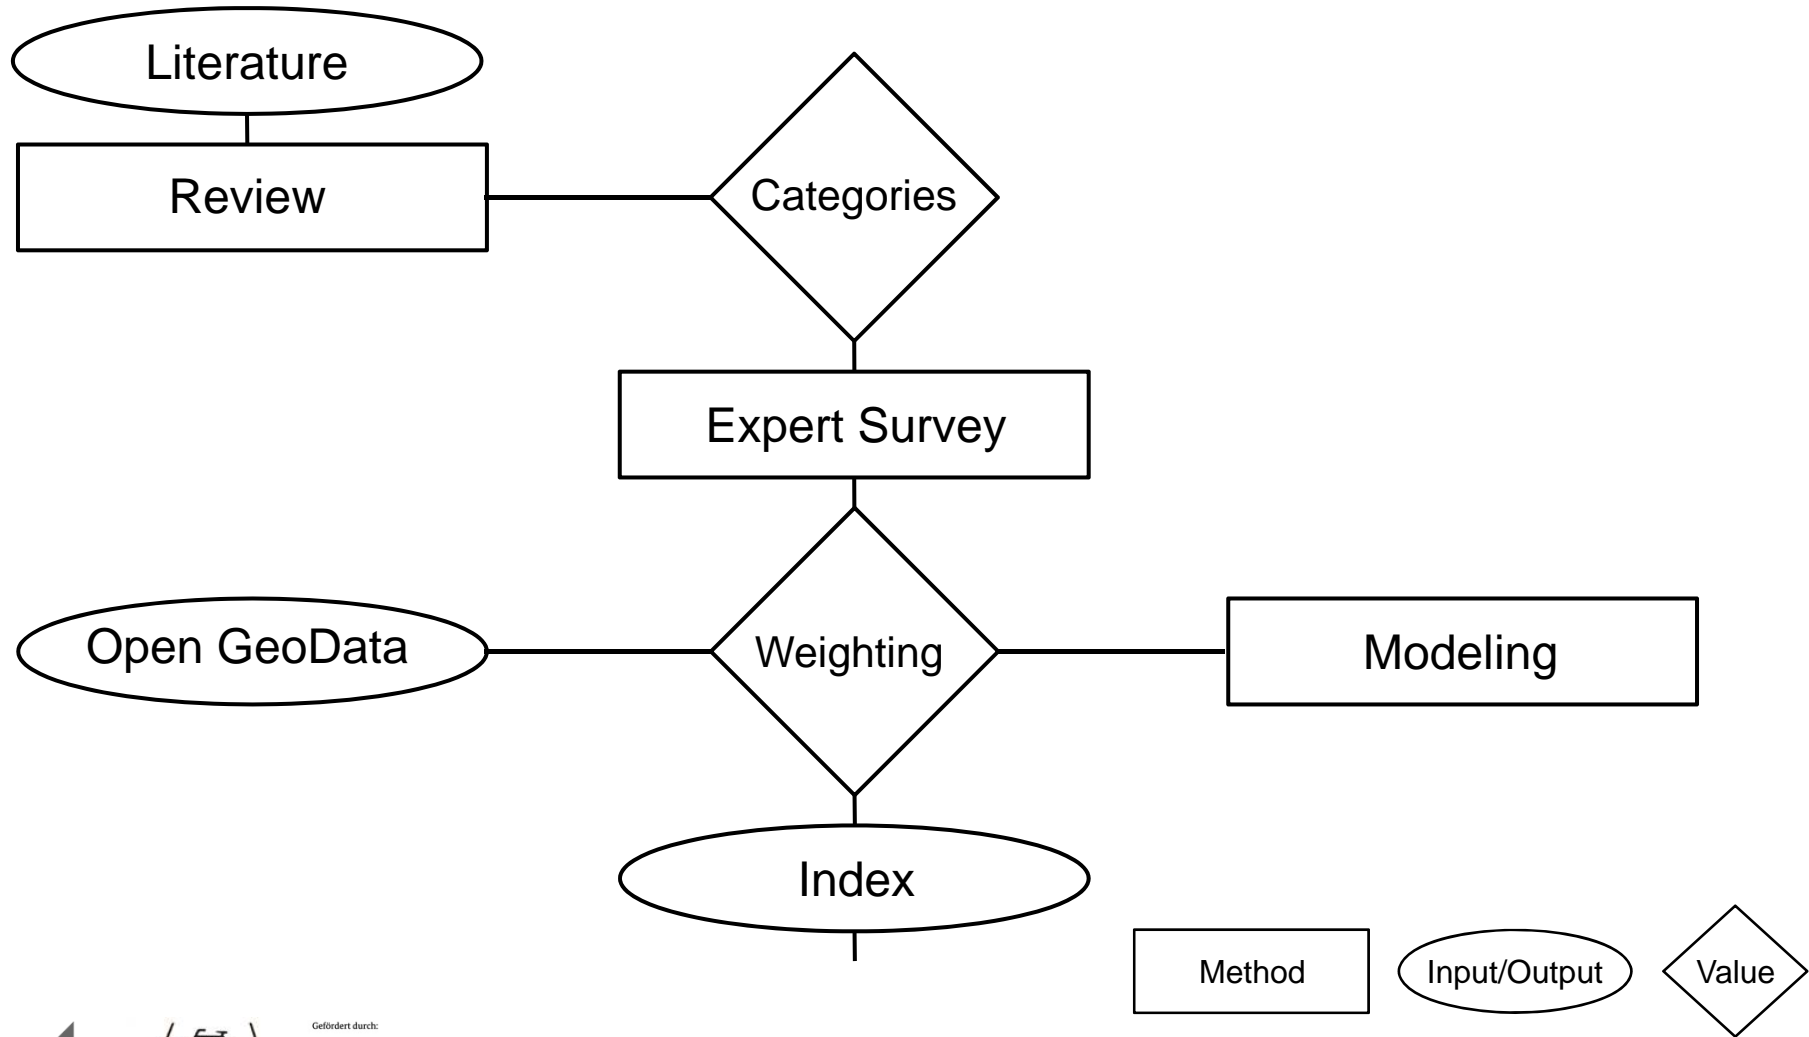 Literature
Review
Categories
Expert Survey
Open GeoData
Weighting
Modeling
Index
Method
Input/Output
Value
Gefördert durch: